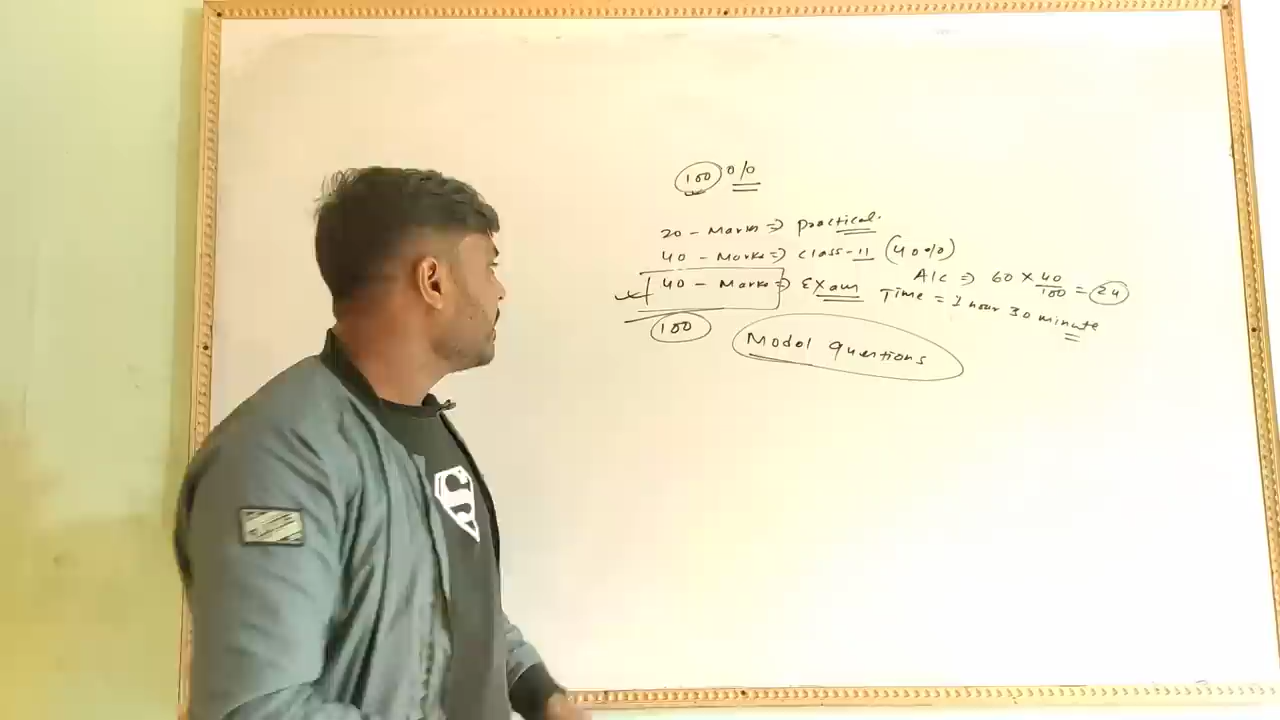 100 %
20 - Marks => practical.
40 - Marks => class-11 (40%)
A/C => 60 × 40/100 = 24
40 - Marks => Exam Time = 1 hour 30 minute
100
Model questions
S